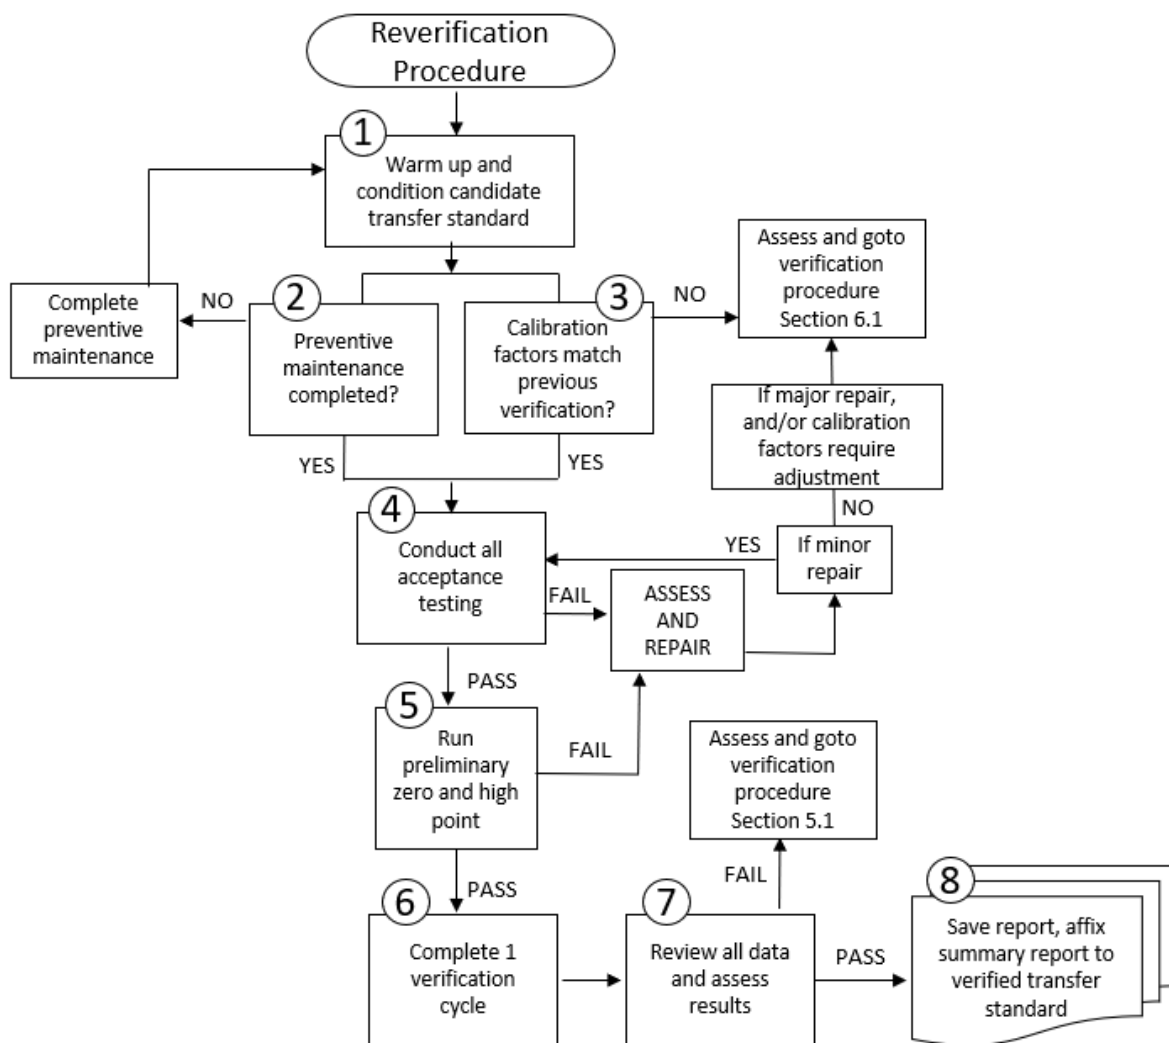 Reverification
Procedure
1
Warm up and
condition candidate
transfer standard
Complete
preventive
maintenance
NO
2
Preventive
maintenance
completed?
YES
3
Calibration
factors match
previous
verification?
YES
NO
Assess and goto
verification
procedure
Section 6.1
If major repair,
and/or calibration
factors require
adjustment
NO
If minor
repair
YES
4
Conduct all
acceptance
testing
FAIL
ASSESS
AND
REPAIR
PASS
5
Run
preliminary
zero and high
point
FAIL
PASS
Assess and goto
verification
procedure
Section 5.1
FAIL
6
Complete 1
verification
cycle
7
Review all data
and assess
results
PASS
8
Save report, affix
summary report to
verified transfer
standard